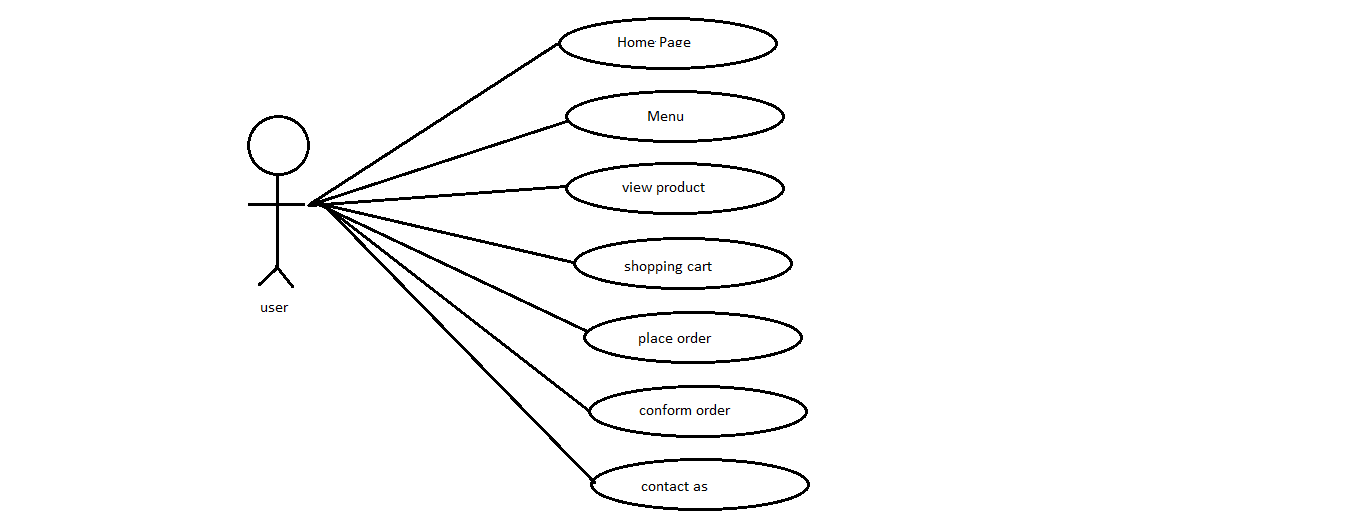 Home Page
Menu
view product
shopping cart
place order
conform order
contact as
user